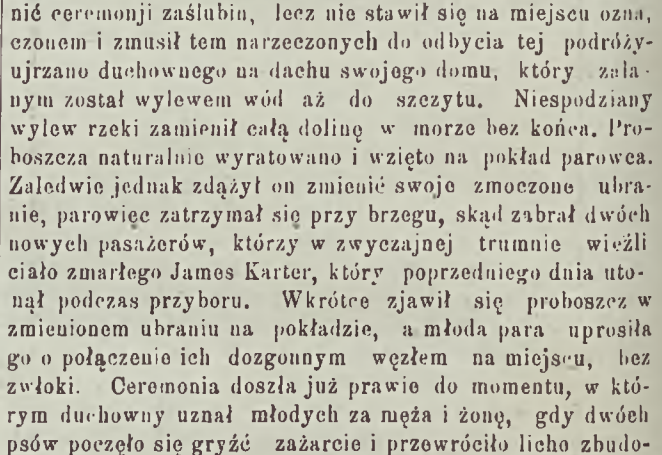 nić ceremonji zaślubin, lecz nie stawił się na miejscu ozna,
czonem i zmusił tem narzeczonych do odbycia tej podróży-
ujrzano duchownego na dachu swojego domu, który zala-
nym został wylewem wód aż do szczytu. Niespodziany
wylew rzeki zamienił całą dolinę w morze bez końca. Pro-
boszcza naturalnie wyratowano i wzięto na pokład parowca.
Zaledwie jednak zdążył on zmienić swoje zmoczone ubra-
nie, parowiec zatrzymał się przy brzegu, skąd zabrał dwóch
nowych pasażerów, którzy w zwyczajnej trumnie wieźli
ciało zmarłego James Karter, który poprzedniego dnia uto-
nął podczas przyboru. Wkrótce zjawił się proboszcz w
zmienionem ubraniu na pokładzie, a młoda para uprosiła
go o połączenie ich dozgonnym węzłem na miejscu, bez
zwłoki. Ceremonia doszła już prawie do momentu, w któ-
rym duchowny uznał młodych za męża i żonę, gdy dwóch
psów poczęło się gryźć zażarcie i przewróciło licho zbudo-